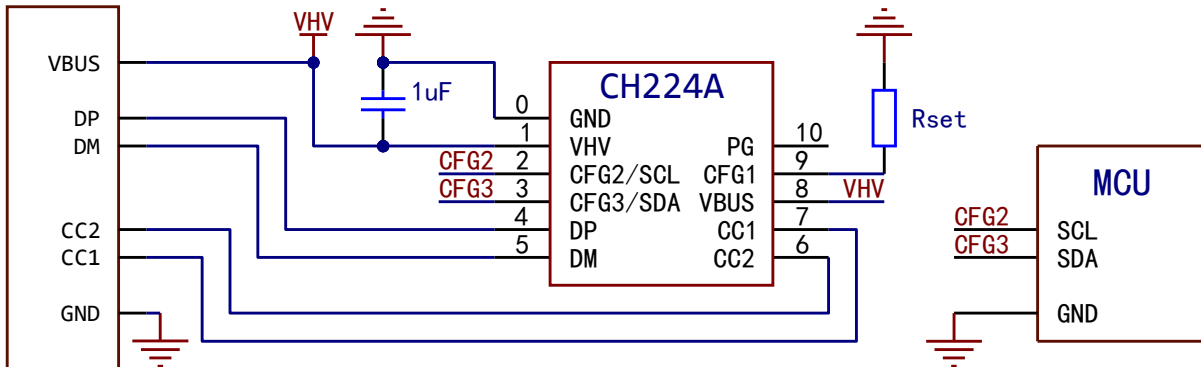 VHV
VBUS
DP
DM
CC2
CC1
GND
1uF
CH224A
0
GND
1
VHV
2
CFG2
CFG2/SCL
3
CFG3
CFG3/SDA
4
DP
5
DM
PG
10
CFG1
9
VBUS
8
VHV
CC1
7
CC2
6
Rset
MCU
CFG2
SCL
CFG3
SDA
GND